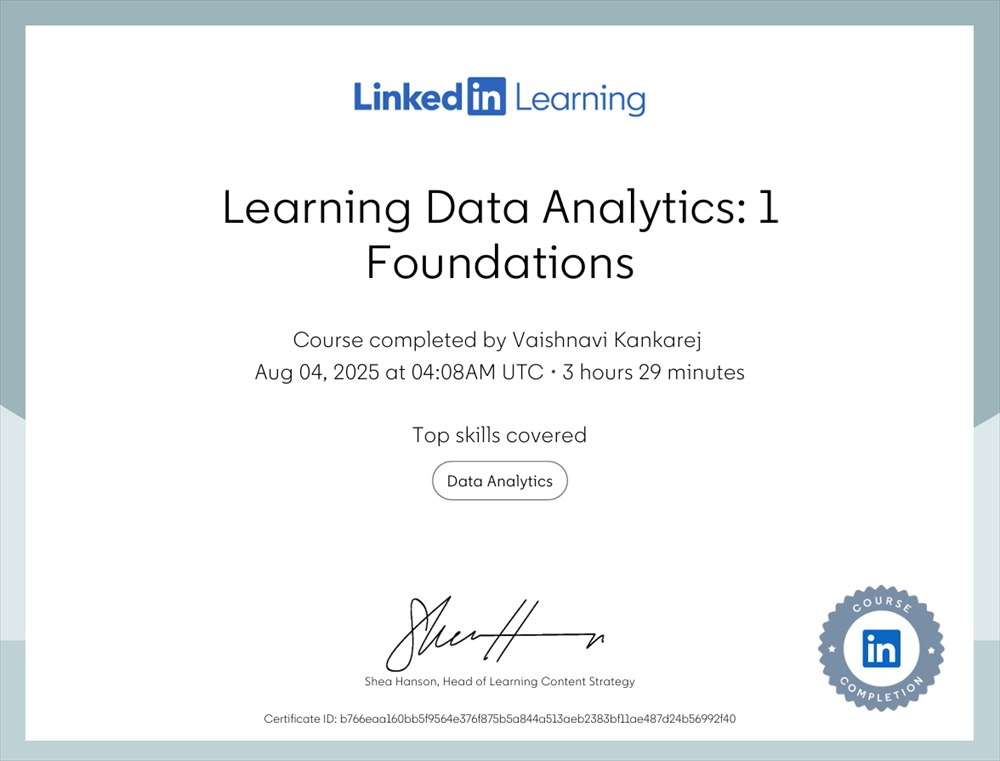 Linked in Learning
Learning Data Analytics: 1
Foundations
Course completed by Vaishnavi Kankarej
Aug 04, 2025 at 04:08AM UTC • 3 hours 29 minutes
Top skills covered
Data Analytics
Shea Hanson, Head of Learning Content Strategy
COURSE
in
COMPLETION
Certificate ID: b766eaa160bb5f9564e376f875b5a844a513aeb2383bf11ae487d24b56992f40